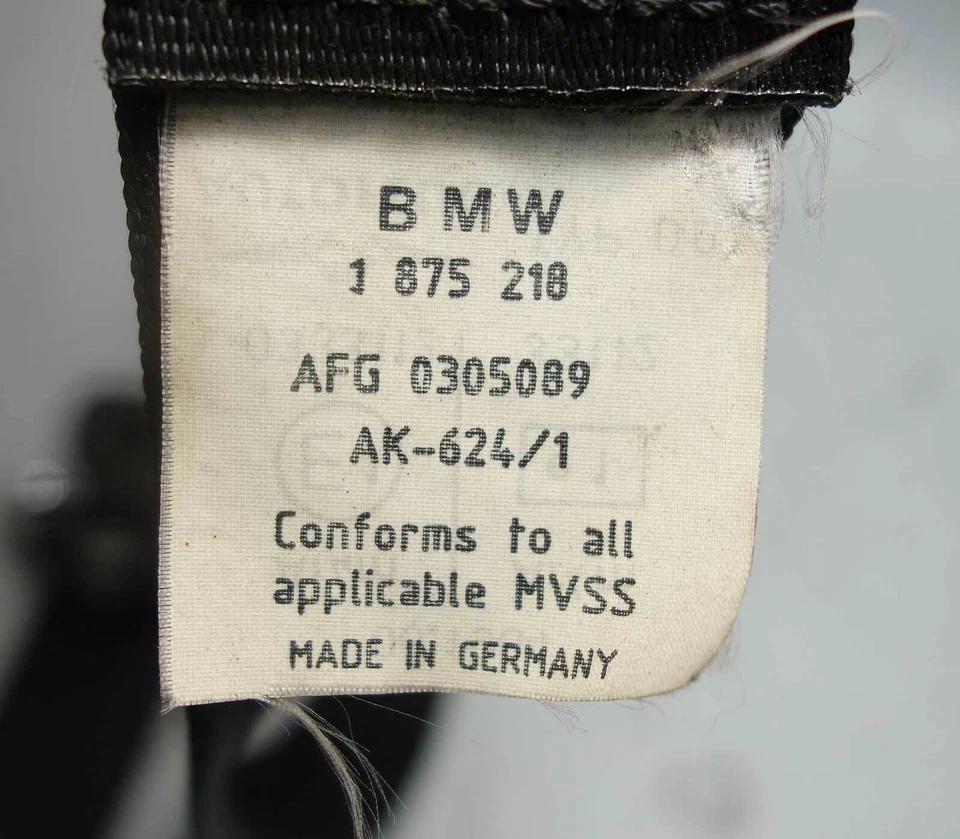 BMW
1 875 218
AFG 0305089
AK-624/1
Conforms to all
applicable MVSS
MADE IN GERMANY